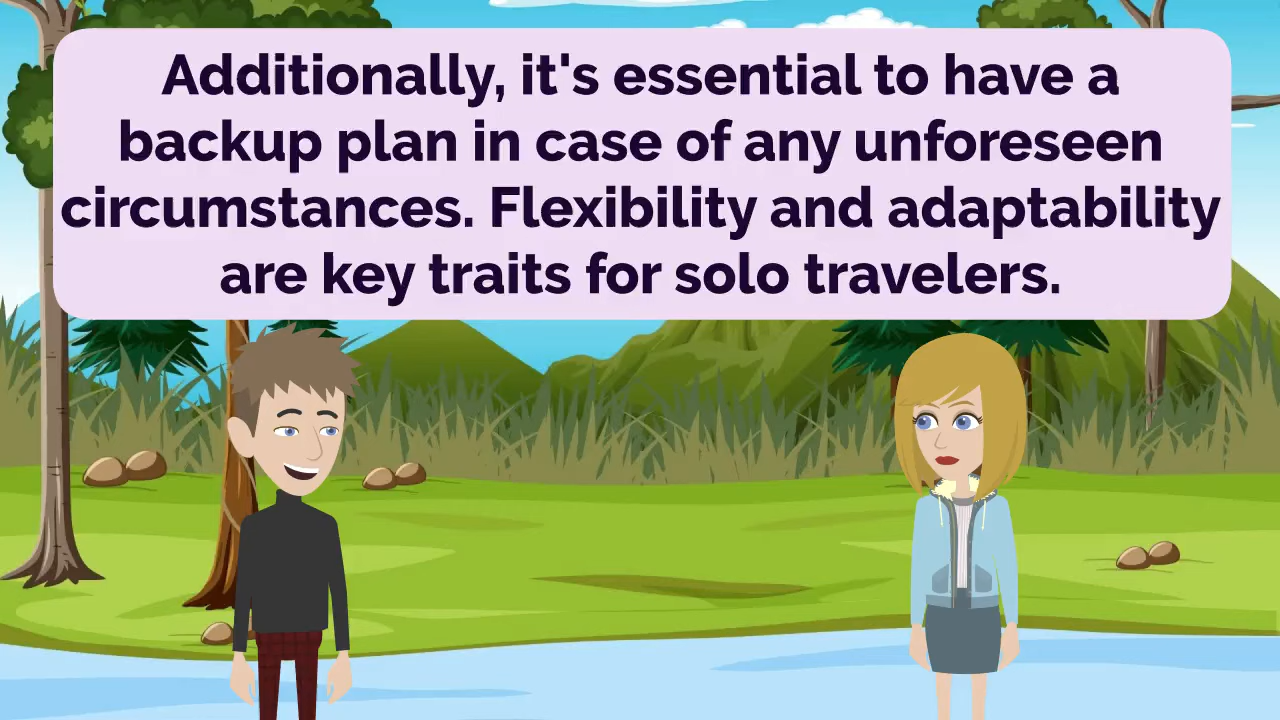 Additionally, it's essential to have a
backup plan in case of any unforeseen
circumstances. Flexibility and adaptability
are key traits for solo travelers.